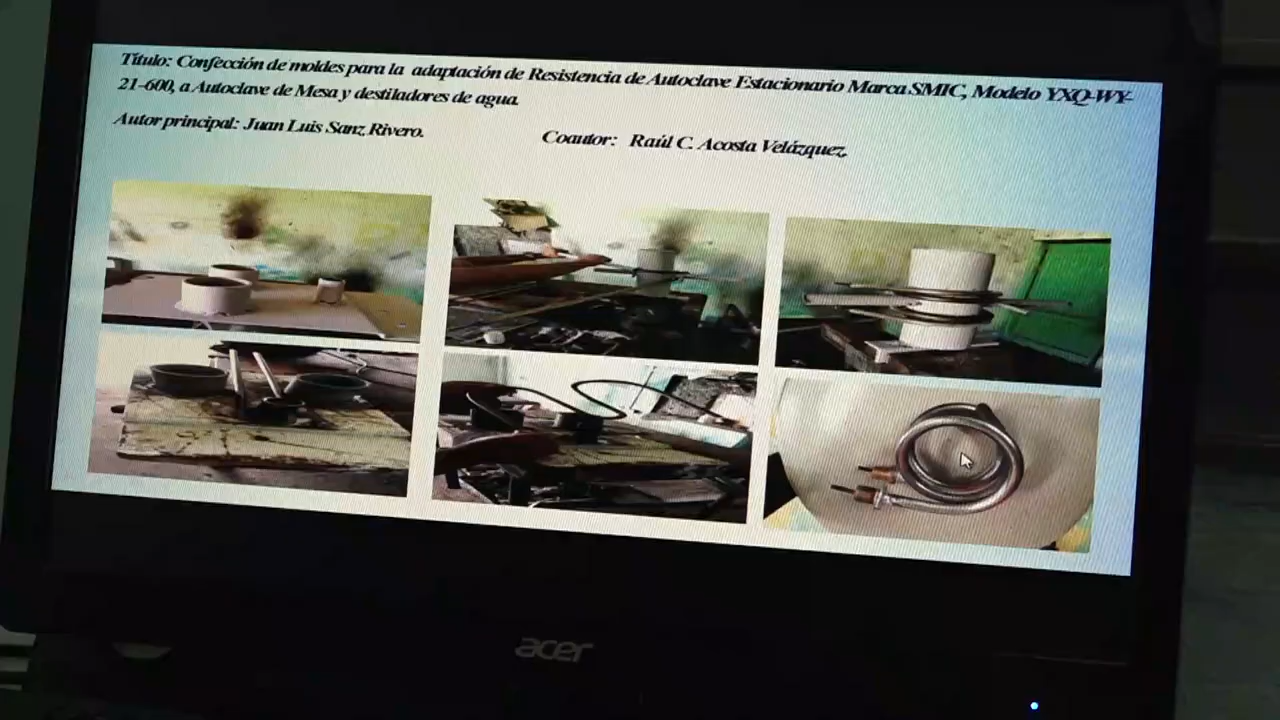 Título: Confección de moldes para la adaptación de Resistencia de Autoclave Estacionario Marca SMIC, Modelo YXQ-WY-
21-600, a Autoclave de Mesa y destiladores de agua.
Autor principal: Juan Luis Sanz Rivero.
Coautor: Raúl C. Acosta Velázquez.
acer